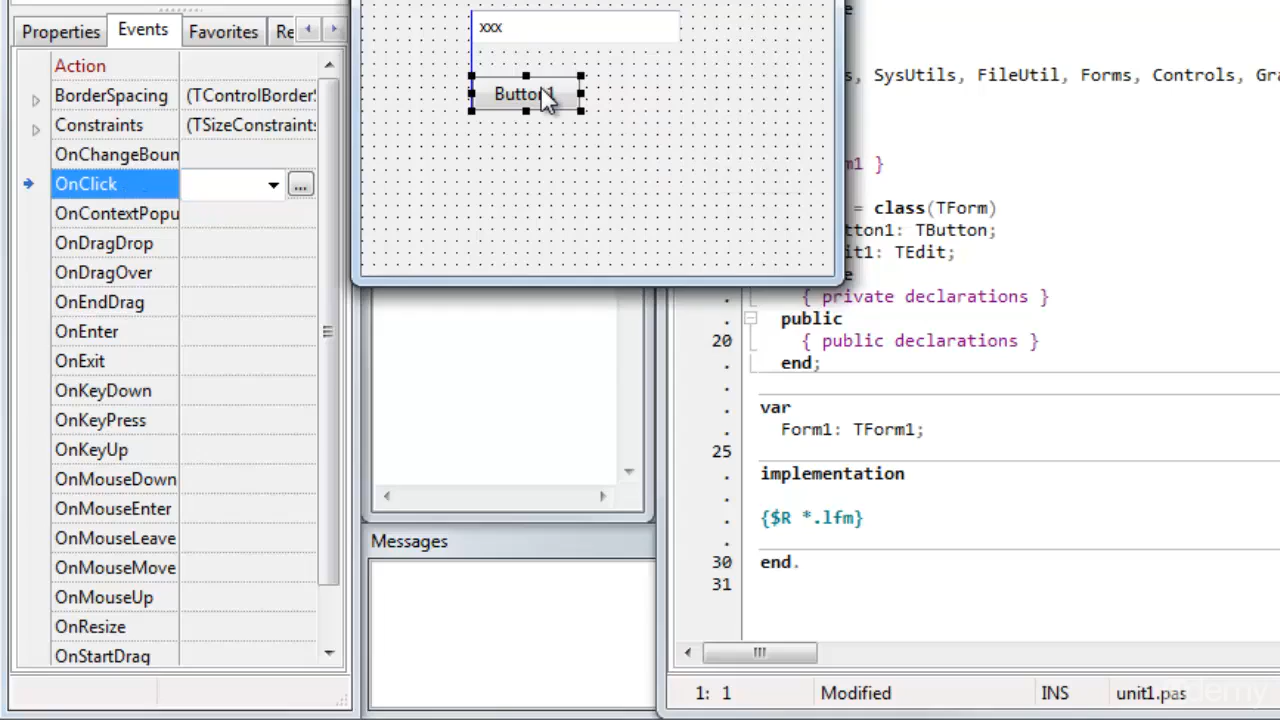 Properties Events Favorites Re
Action
BorderSpacing (TControlBorderS
Constraints (TSizeConstraints
OnChangeBoun
OnClick ...
OnContextPopu
OnDragDrop
OnDragOver
OnEndDrag
OnEnter
OnExit
OnKeyDown
OnKeyPress
OnKeyUp
OnMouseDown
OnMouseEnter
OnMouseLeave
OnMouseMove
OnMouseUp
OnResize
OnStartDrag
xxx
Button1
Messages
e
s, SysUtils, FileUtil, Forms, Controls, Gra
m1 }
= class(TForm)
tton1: TButton;
it1: TEdit;
e
{ private declarations }
public
20 { public declarations }
end;
var
Form1: TForm1;
25
implementation
{$R *.lfm}
30 end.
31
1: 1 Modified INS unit1.pas